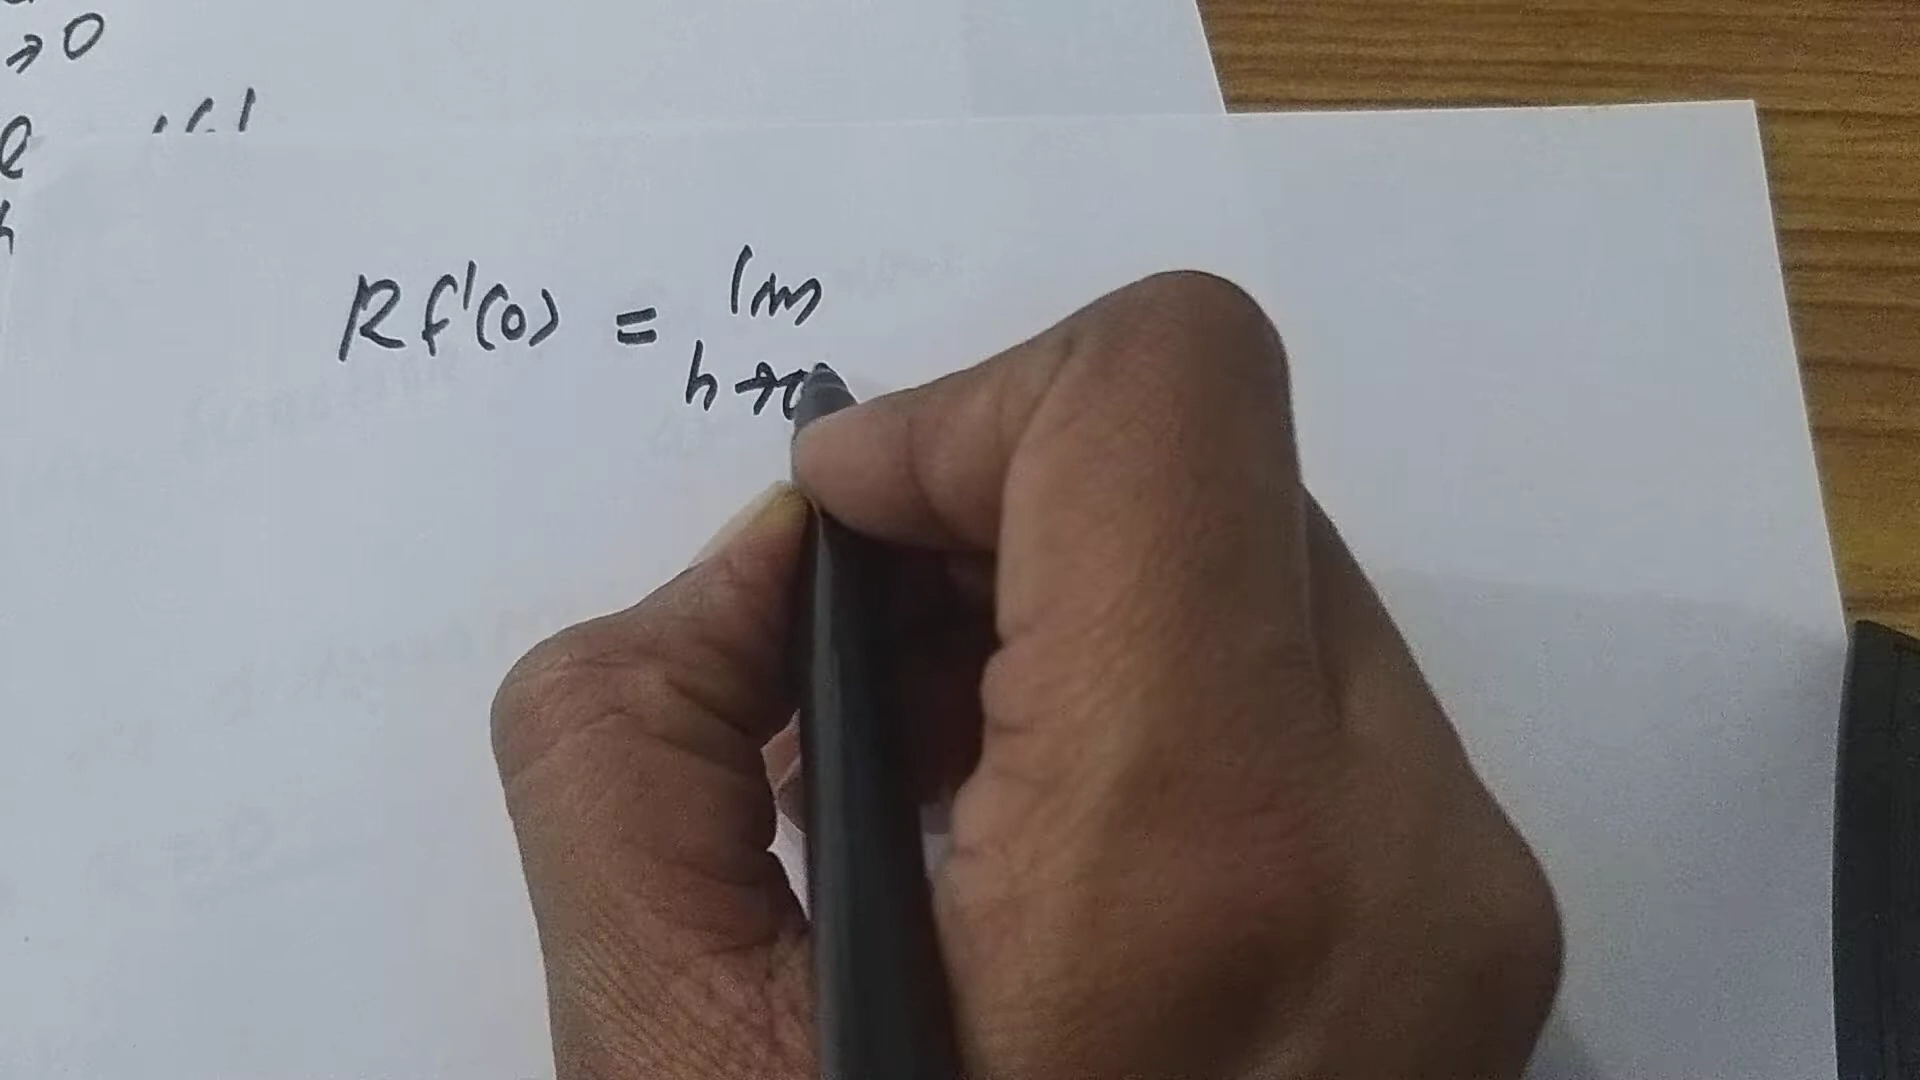 →0
Rf'(0) = lim
h→0